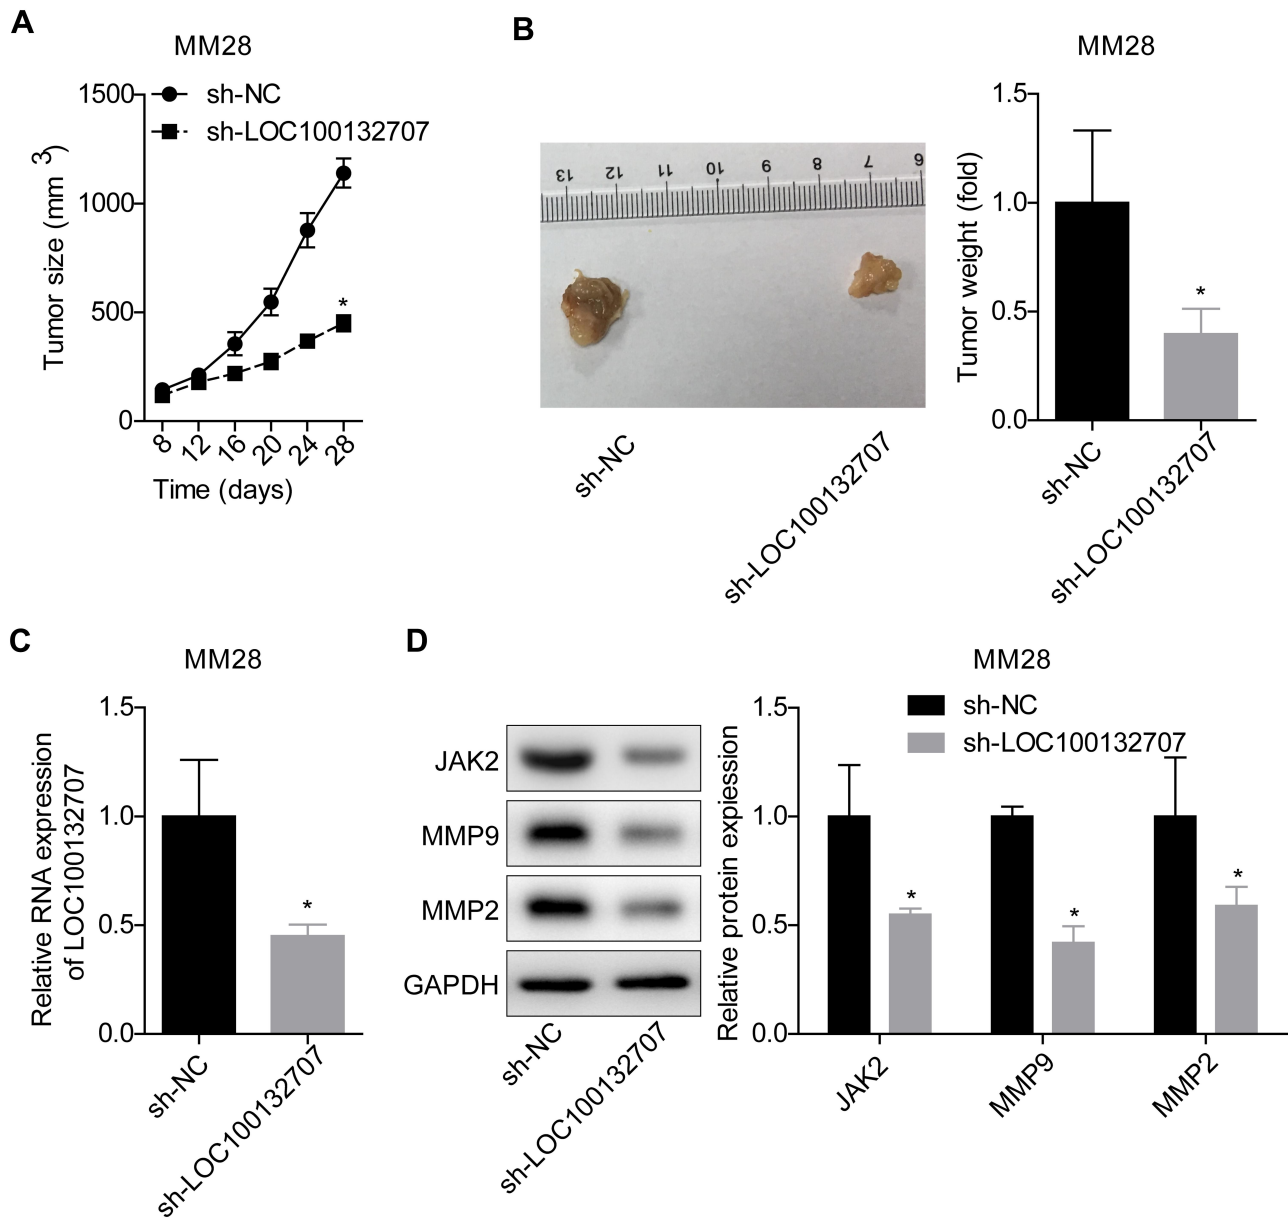 A
MM28
1500
1000
500
0
Tumor size (mm 3)
sh-NC
sh-LOC100132707
*
8 12 16 20 24 28
Time (days)
B
13 12 11 10 9 8 7 6
sh-NC
sh-LOC100132707
MM28
1.5
1.0
0.5
0.0
Tumor weight (fold)
*
sh-NC
sh-LOC100132707
C
MM28
1.5
1.0
0.5
0.0
Relative RNA expression
of LOC100132707
*
sh-NC
sh-LOC100132707
D
JAK2
MMP9
MMP2
GAPDH
sh-NC
sh-LOC100132707
MM28
sh-NC
sh-LOC100132707
1.5
1.0
0.5
0.0
Relative protein expiession
* * *
JAK2
MMP9
MMP2